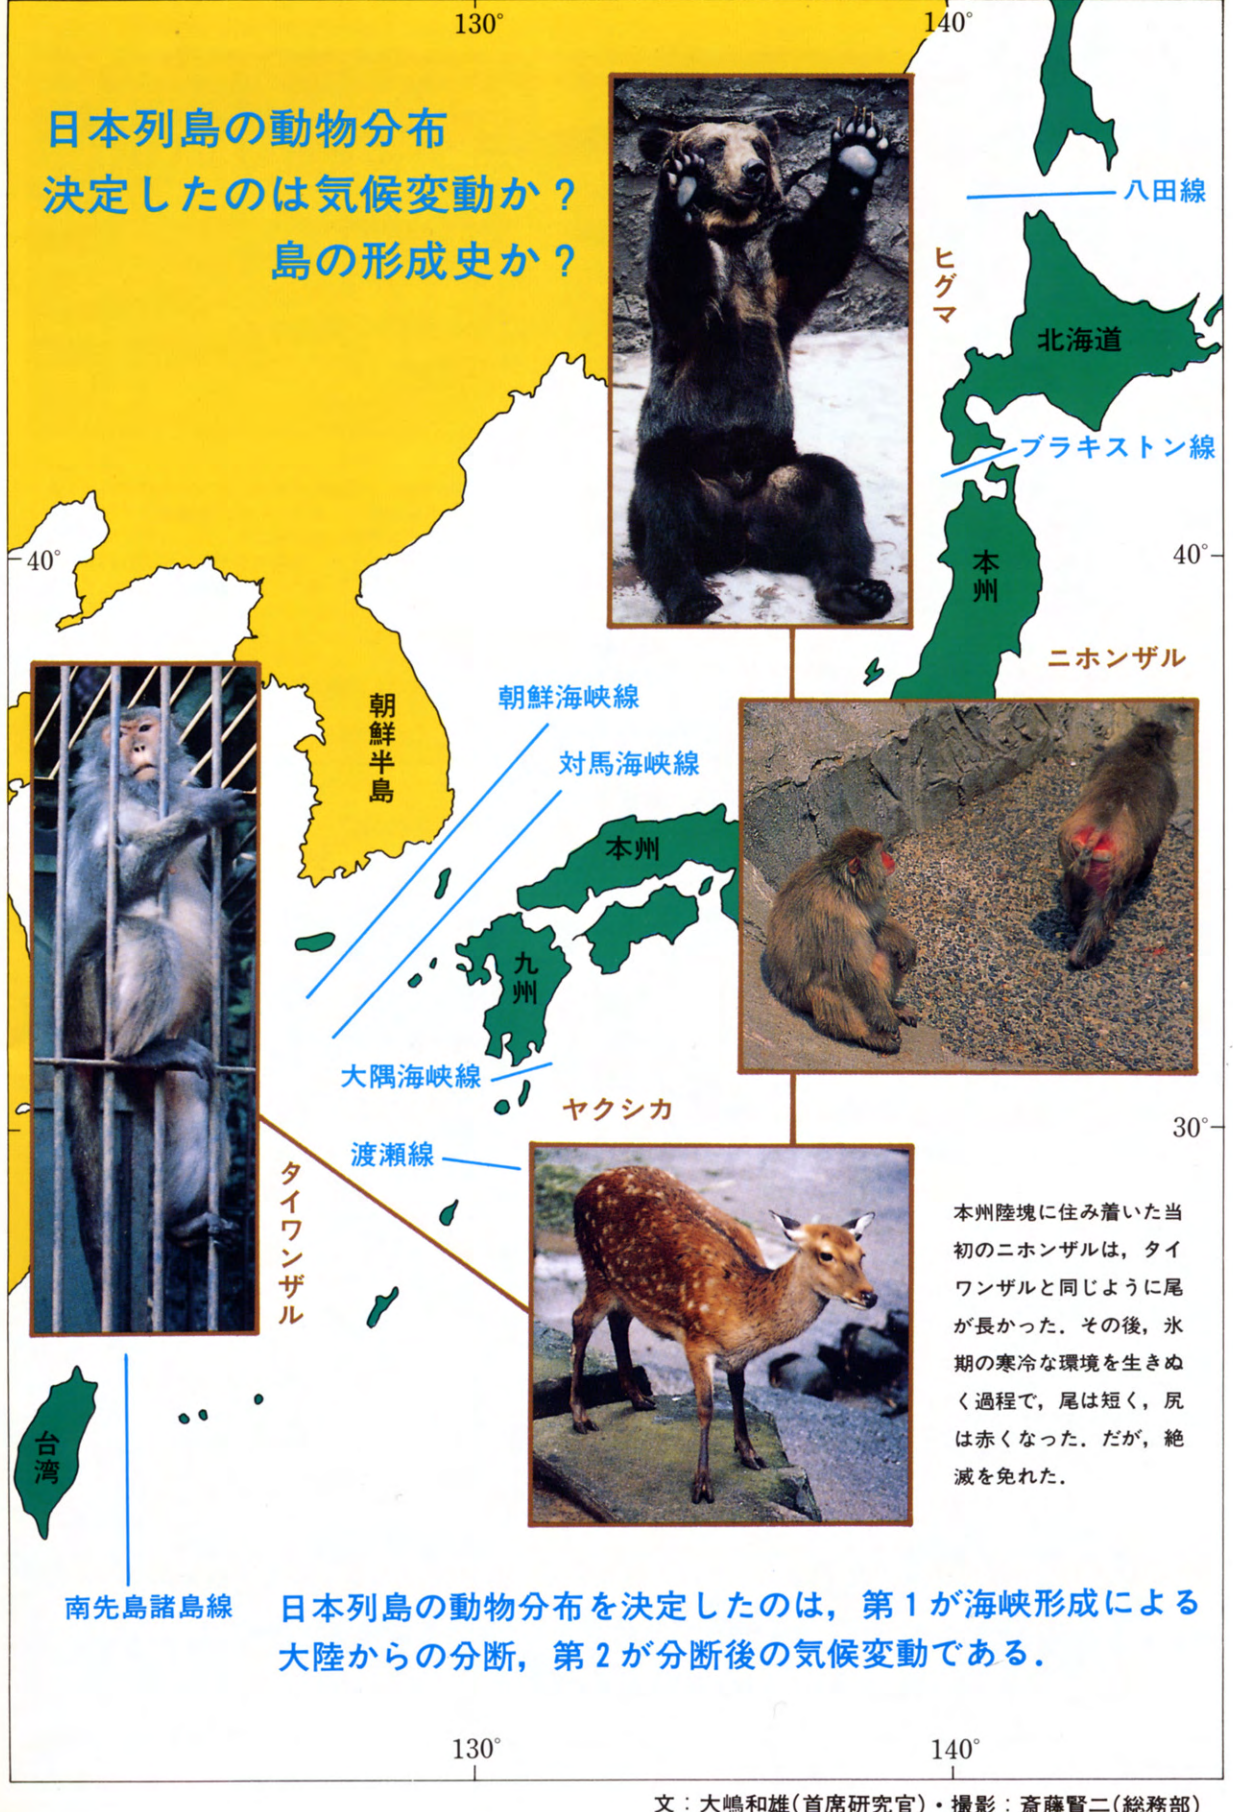 130°
140°
日本列島の動物分布
決定したのは気候変動か？
島の形成史か？
八田線
ヒグマ
北海道
ブラキストン線
40°
40°
本州
ニホンザル
朝鮮海峡線
朝鮮半島
対馬海峡線
本州
九州
大隅海峡線
ヤクシカ
30°
渡瀬線
タイワンザル
本州陸塊に住み着いた当
初のニホンザルは，タイ
ワンザルと同じように尾
が長かった．その後，氷
期の寒冷な環境を生きぬ
く過程で，尾は短く，尻
は赤くなった．だが，絶
滅を免れた．
台湾
南先島諸島線
日本列島の動物分布を決定したのは，第1が海峡形成による
大陸からの分断，第2が分断後の気候変動である．
130°
140°
文：大嶋和雄(首席研究官)・撮影：斎藤賢二(総務部)